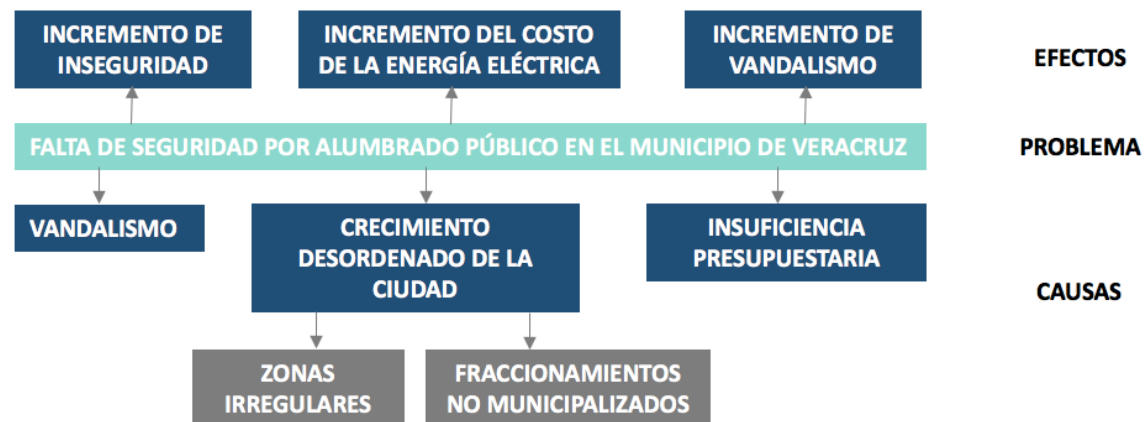 INCREMENTO DE
INSEGURIDAD
INCREMENTO DEL COSTO
DE LA ENERGÍA ELÉCTRICA
INCREMENTO DE
VANDALISMO
EFECTOS
FALTA DE SEGURIDAD POR ALUMBRADO PÚBLICO EN EL MUNICIPIO DE VERACRUZ
PROBLEMA
VANDALISMO
CRECIMIENTO
DESORDENADO DE LA
CIUDAD
INSUFICIENCIA
PRESUPUESTARIA
CAUSAS
ZONAS
IRREGULARES
FRACCIONAMIENTOS
NO MUNICIPALIZADOS